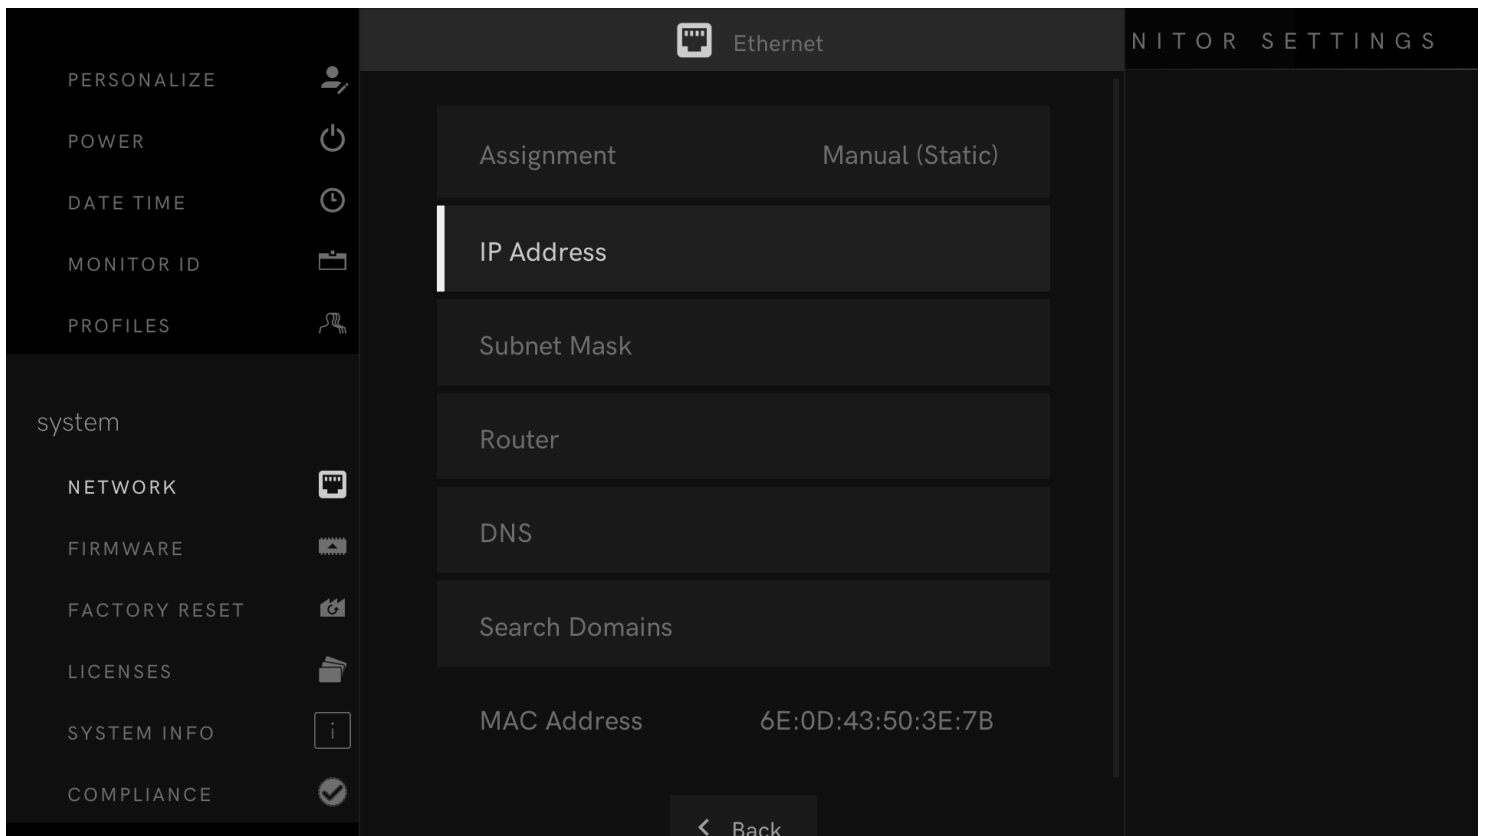 PERSONALIZE
POWER
DATE TIME
MONITOR ID
PROFILES
system
NETWORK
FIRMWARE
FACTORY RESET
LICENSES
SYSTEM INFO
i
COMPLIANCE
Ethernet
Assignment Manual (Static)
IP Address
Subnet Mask
Router
DNS
Search Domains
MAC Address 6E:0D:43:50:3E:7B
Back
NITOR SETTINGS